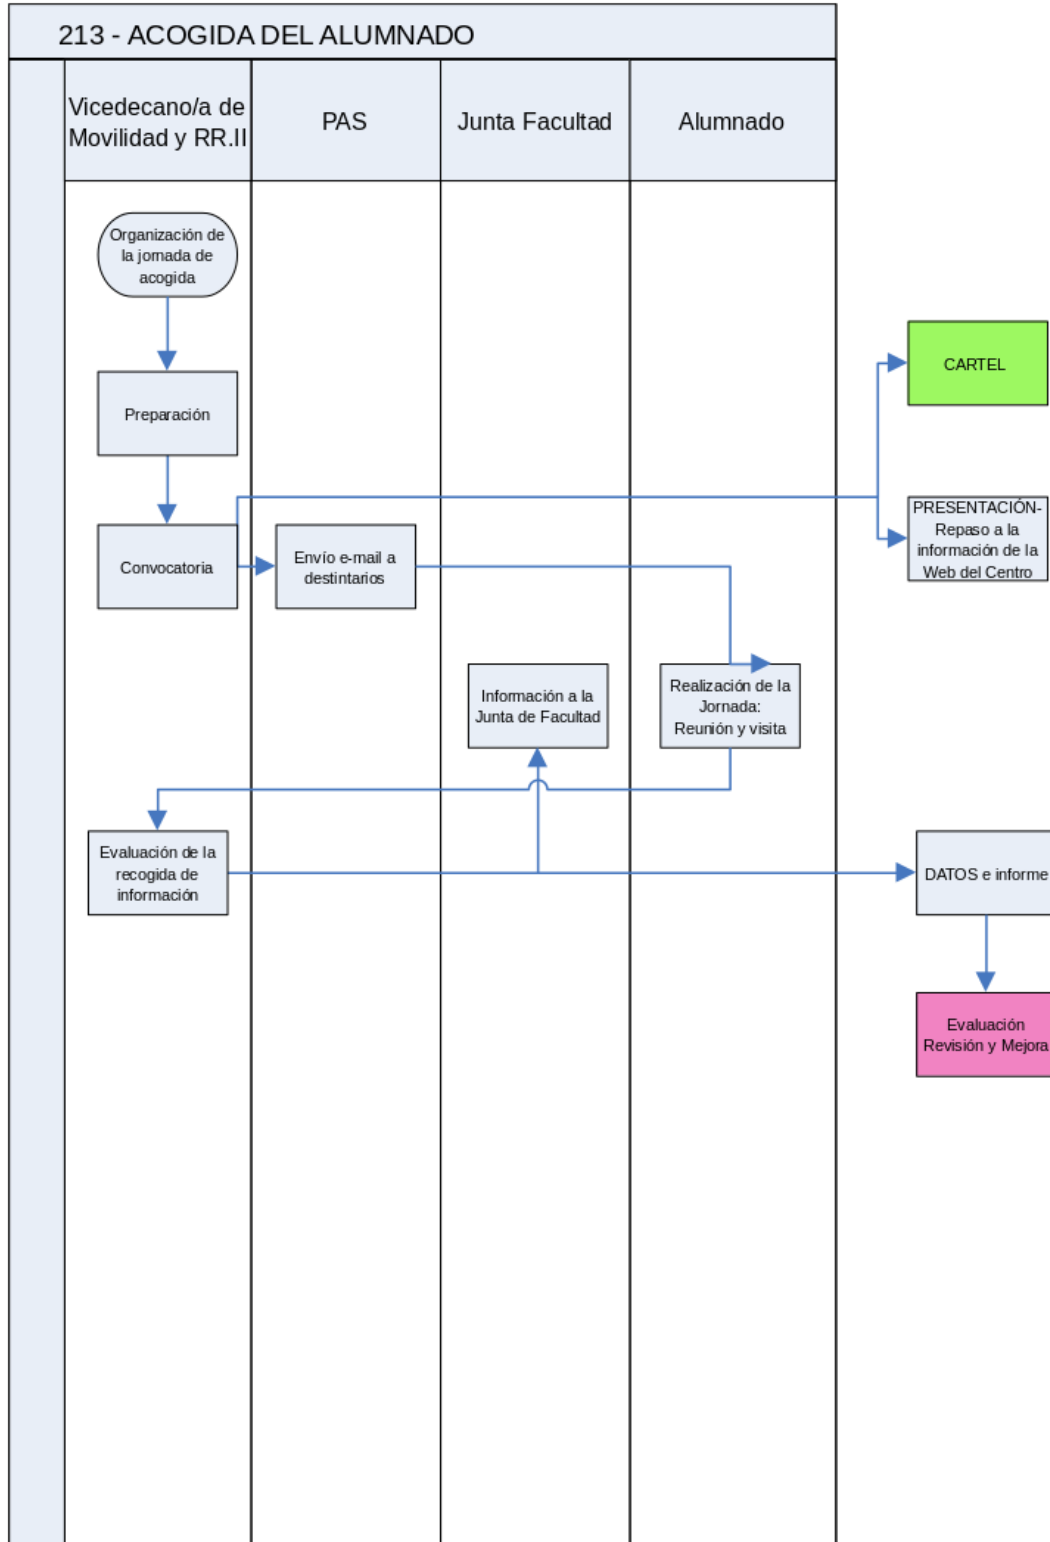 213 - ACOGIDA DEL ALUMNADO
Vicedecano/a de
Movilidad y RR.II
PAS
Junta Facultad
Alumnado
Organización de
la jornada de
acogida
CARTEL
Preparación
PRESENTACIÓN-
Repaso a la
información de la
Web del Centro
Convocatoria
Envío e-mail a
destintarios
Información a la
Junta de Facultad
Realización de la
Jornada:
Reunión y visita
Evaluación de la
recogida de
información
DATOS e informe
Evaluación
Revisión y Mejora